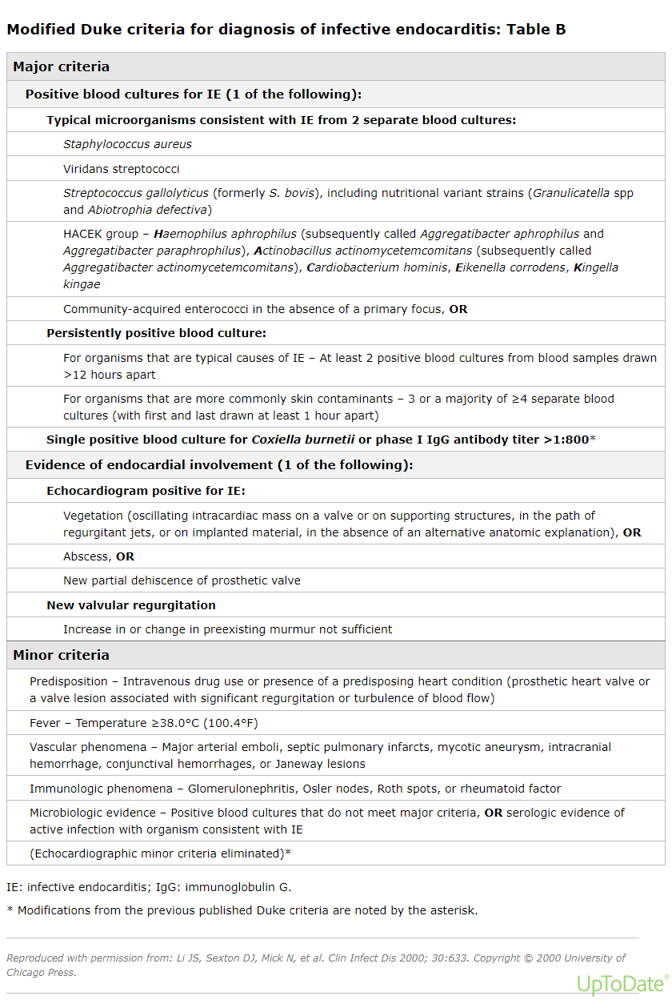 Modified Duke criteria for diagnosis of infective endocarditis: Table B
Major criteria
Positive blood cultures for IE (1 of the following):
Typical microorganisms consistent with IE from 2 separate blood cultures:
Staphylococcus aureus
Viridans streptococci
Streptococcus gallolyticus (formerly S. bovis), including nutritional variant strains (Granulicatella spp
and Abiotrophia defectiva)
HACEK group – Haemophilus aphrophilus (subsequently called Aggregatibacter aphrophilus and
Aggregatibacter paraphrophilus), Actinobacillus actinomycetemcomitans (subsequently called
Aggregatibacter actinomycetemcomitans), Cardiobacterium hominis, Eikenella corrodens, Kingella
kingae
Community-acquired enterococci in the absence of a primary focus, OR
Persistently positive blood culture:
For organisms that are typical causes of IE – At least 2 positive blood cultures from blood samples drawn
>12 hours apart
For organisms that are more commonly skin contaminants – 3 or a majority of ≥4 separate blood
cultures (with first and last drawn at least 1 hour apart)
Single positive blood culture for Coxiella burnetii or phase I IgG antibody titer >1:800*
Evidence of endocardial involvement (1 of the following):
Echocardiogram positive for IE:
Vegetation (oscillating intracardiac mass on a valve or on supporting structures, in the path of
regurgitant jets, or on implanted material, in the absence of an alternative anatomic explanation), OR
Abscess, OR
New partial dehiscence of prosthetic valve
New valvular regurgitation
Increase in or change in preexisting murmur not sufficient
Minor criteria
Predisposition – Intravenous drug use or presence of a predisposing heart condition (prosthetic heart valve or
a valve lesion associated with significant regurgitation or turbulence of blood flow)
Fever – Temperature ≥38.0°C (100.4°F)
Vascular phenomena – Major arterial emboli, septic pulmonary infarcts, mycotic aneurysm, intracranial
hemorrhage, conjunctival hemorrhages, or Janeway lesions
Immunologic phenomena – Glomerulonephritis, Osler nodes, Roth spots, or rheumatoid factor
Microbiologic evidence – Positive blood cultures that do not meet major criteria, OR serologic evidence of
active infection with organism consistent with IE
(Echocardiographic minor criteria eliminated)*
IE: infective endocarditis; IgG: immunoglobulin G.
* Modifications from the previous published Duke criteria are noted by the asterisk.
Reproduced with permission from: Li JS, Sexton DJ, Mick N, et al. Clin Infect Dis 2000; 30:633. Copyright © 2000 University of
Chicago Press.
UpToDate®